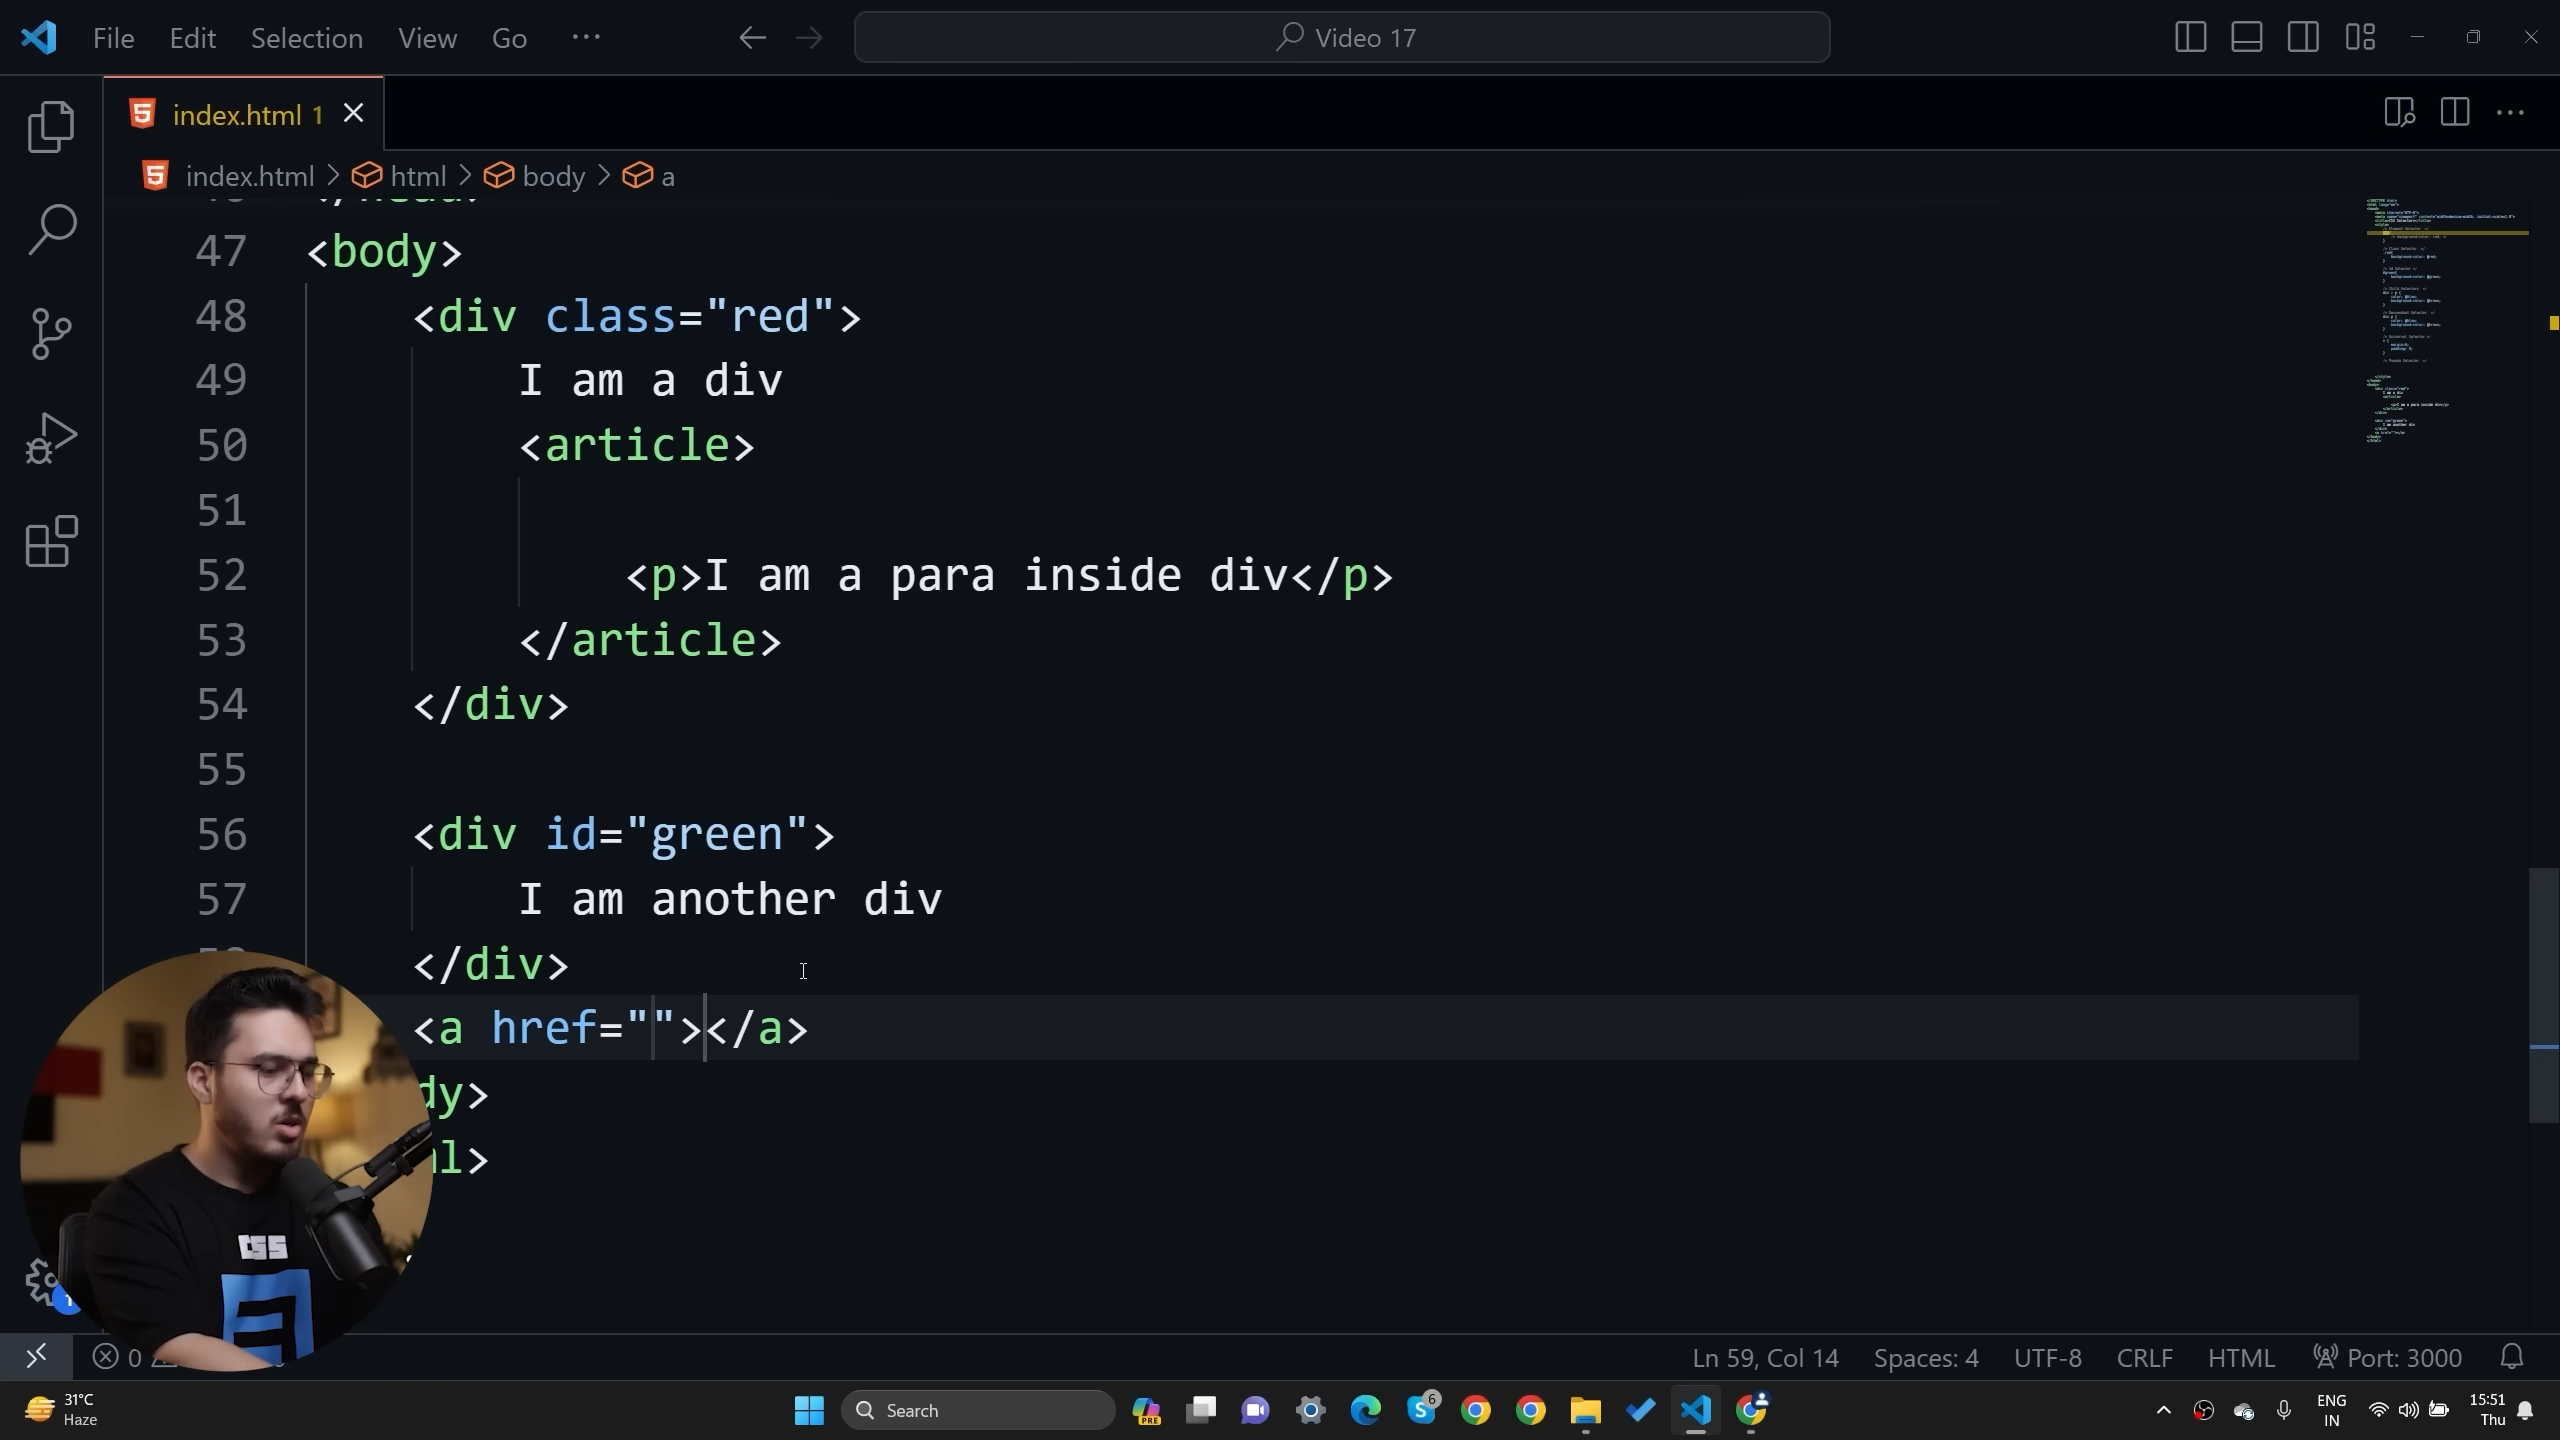 File Edit Selection View Go ··· Video 17
index.html 1
index.html > html > body > a
47 <body>
48 <div class="red">
49 I am a div
50 <article>
51
52 <p>I am a para inside div</p>
53 </article>
54 </div>
55
56 <div id="green">
57 I am another div
</div>
<a href=""></a>
dy>
l>
CSS
0 Ln 59, Col 14 Spaces: 4 UTF-8 CRLF HTML Port: 3000
31°C
Haze
Search
PRE
6
ENG
IN
15:51
Thu